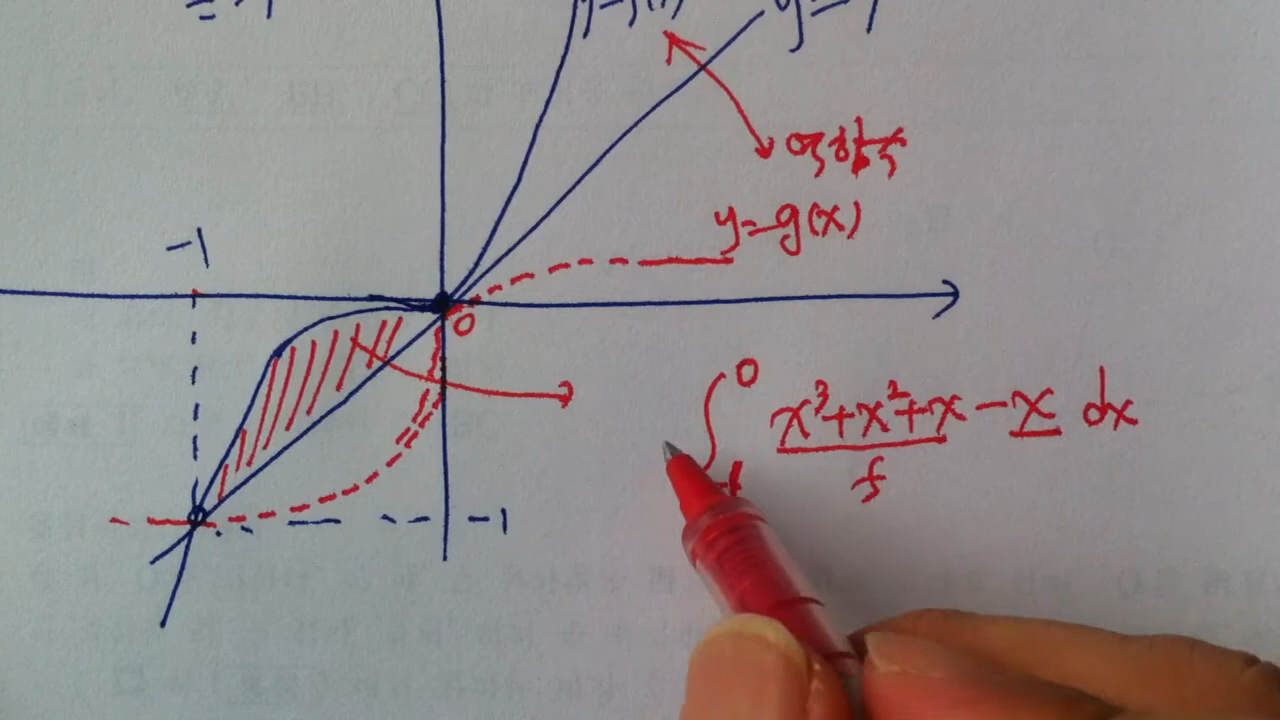 y=f(x)
y=x
역함수
y=g(x)
-1
0
∫₋₁⁰ x³+x²+x-x dx
f
-1